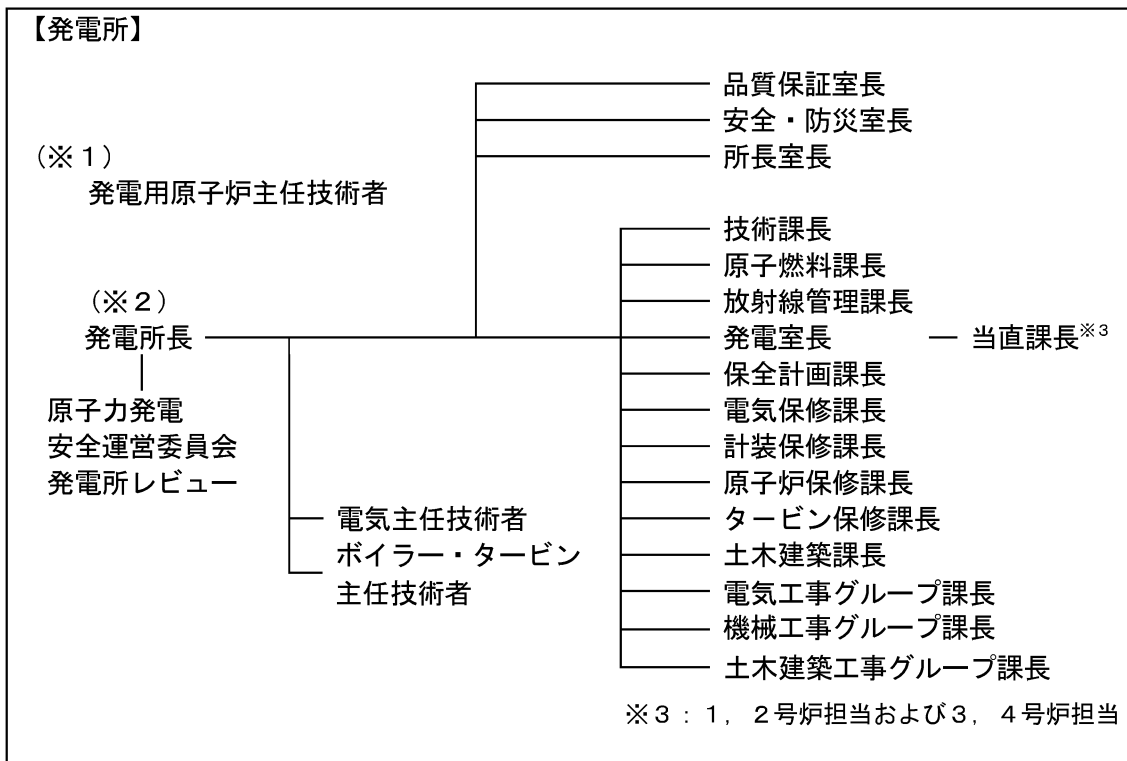 【発電所】
品質保証室長
安全・防災室長
(※１)
所長室長
発電用原子炉主任技術者
技術課長
原子燃料課長
(※２)
放射線管理課長
発電所長
発電室長
当直課長※3
保全計画課長
原子力発電
電気保修課長
安全運営委員会
計装保修課長
発電所レビュー
原子炉保修課長
電気主任技術者
タービン保修課長
ボイラー・タービン
主任技術者
土木建築課長
電気工事グループ課長
機械工事グループ課長
土木建築工事グループ課長
※３：１，２号炉担当および３，４号炉担当